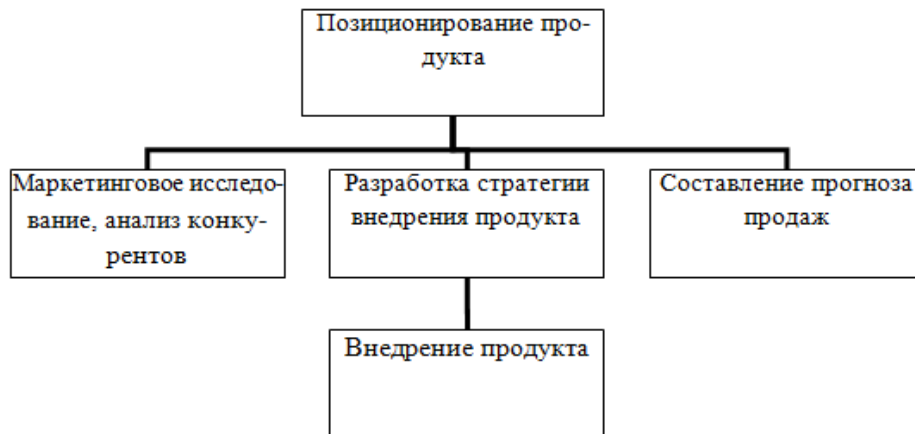 Позиционирование про-
дукта
Маркетинговое исследо-
вание, анализ конку-
рентов
Разработка стратегии
внедрения продукта
Составление прогноза
продаж
Внедрение продукта